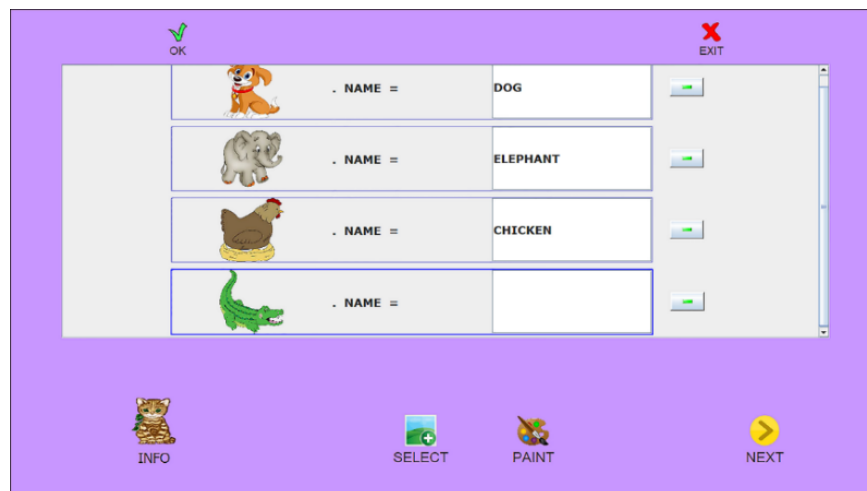 OK
EXIT
. NAME = DOG
. NAME = ELEPHANT
. NAME = CHICKEN
. NAME =
INFO
SELECT
PAINT
NEXT